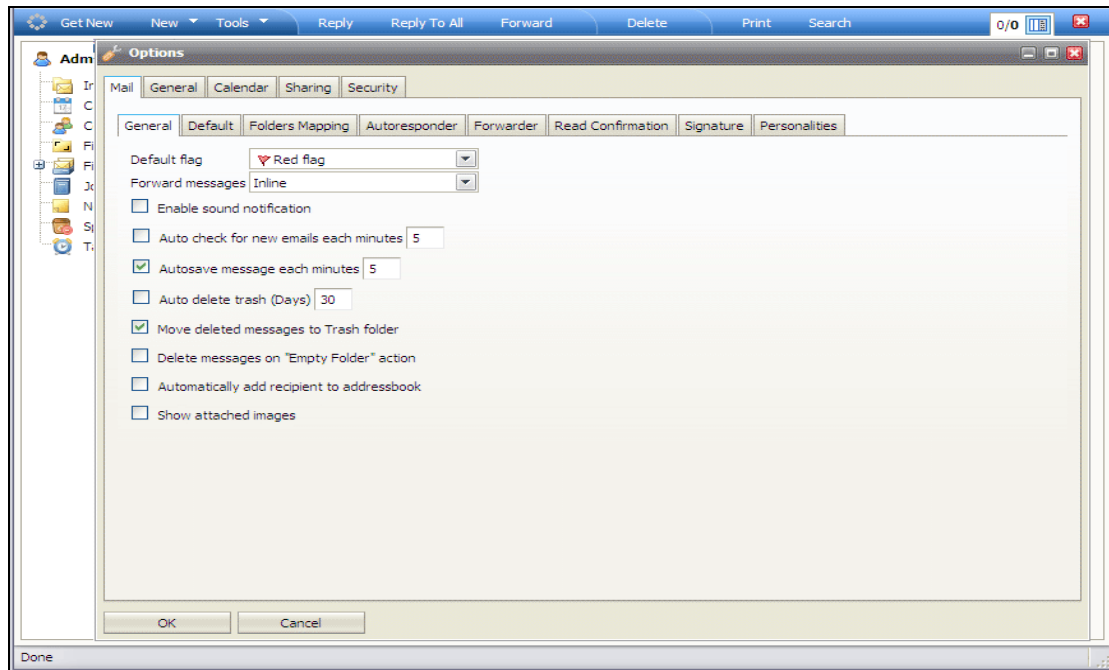 Get New New Tools Reply Reply To All Forward Delete Print Search 0/0
Options
Mail General Calendar Sharing Security
General Default Folders Mapping Autoresponder Forwarder Read Confirmation Signature Personalities
Default flag Red flag
Forward messages Inline
Enable sound notification
Auto check for new emails each minutes 5
Autosave message each minutes 5
Auto delete trash (Days) 30
Move deleted messages to Trash folder
Delete messages on "Empty Folder" action
Automatically add recipient to addressbook
Show attached images
OK Cancel
Done